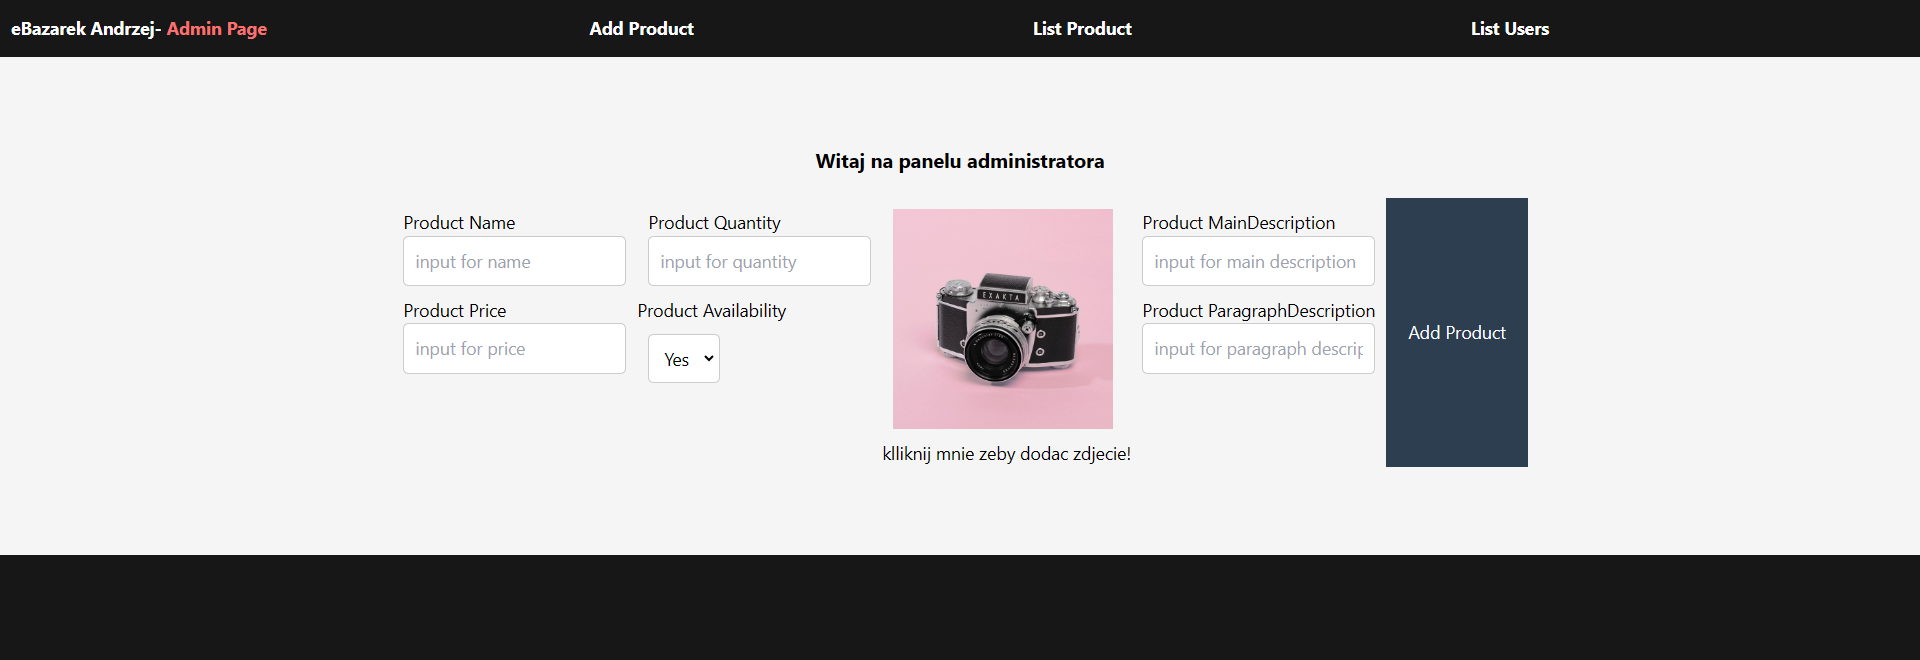 eBazarek Andrzej- Admin Page
Add Product
List Product
List Users
Witaj na panelu administratora
Product Name
input for name
Product Price
input for price
Product Quantity
input for quantity
Product Availability
Yes
EXAKTA
klliknij mnie zeby dodac zdjecie!
Product MainDescription
input for main description
Product ParagraphDescription
input for paragraph descrip
Add Product